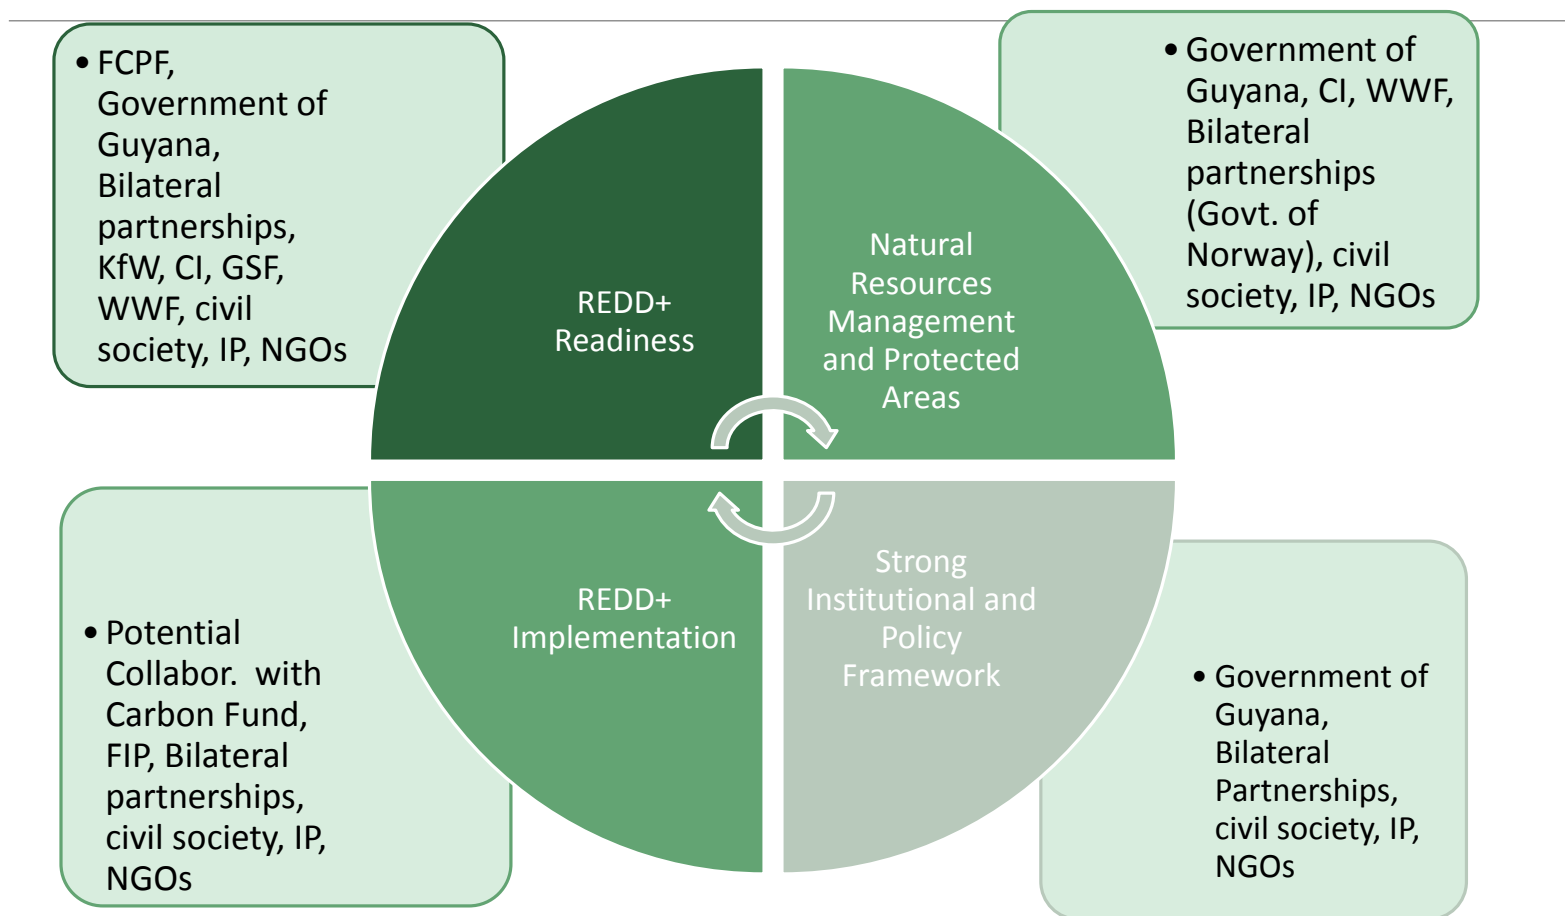 • FCPF,
Government of
Guyana,
Bilateral
partnerships,
KfW, CI, GSF,
WWF, civil
society, IP, NGOs
• Government of
Guyana, CI, WWF,
Bilateral
partnerships
(Govt. of
Norway), civil
society, IP, NGOs
REDD+
Readiness
Natural
Resources
Management
and Protected
Areas
REDD+
Implementation
Strong
Institutional and
Policy
Framework
• Potential
Collabor.  with
Carbon Fund,
FIP, Bilateral
partnerships,
civil society, IP,
NGOs
• Government of
Guyana,
Bilateral
Partnerships,
civil society, IP,
NGOs